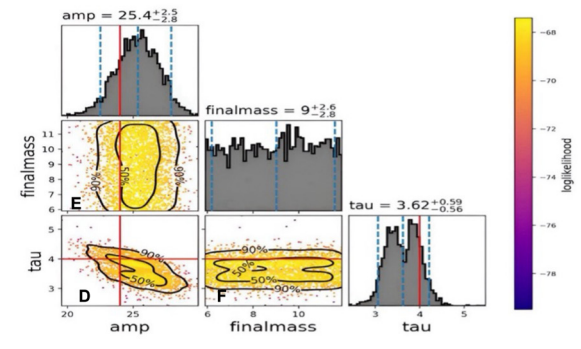 amp = 25.4+2.5−2.8
finalmass = 9+2.6−2.8
tau = 3.62+0.59−0.56
finalmass
11
10
9
8
7
6
E
90%
50%
90%
tau
5
4
3
D
90%
50%
F
90%
50%
50%
90%
20
25
amp
6
8
10
finalmass
3
4
5
tau
−68
−70
−72
−74
−76
−78
loglikelihood